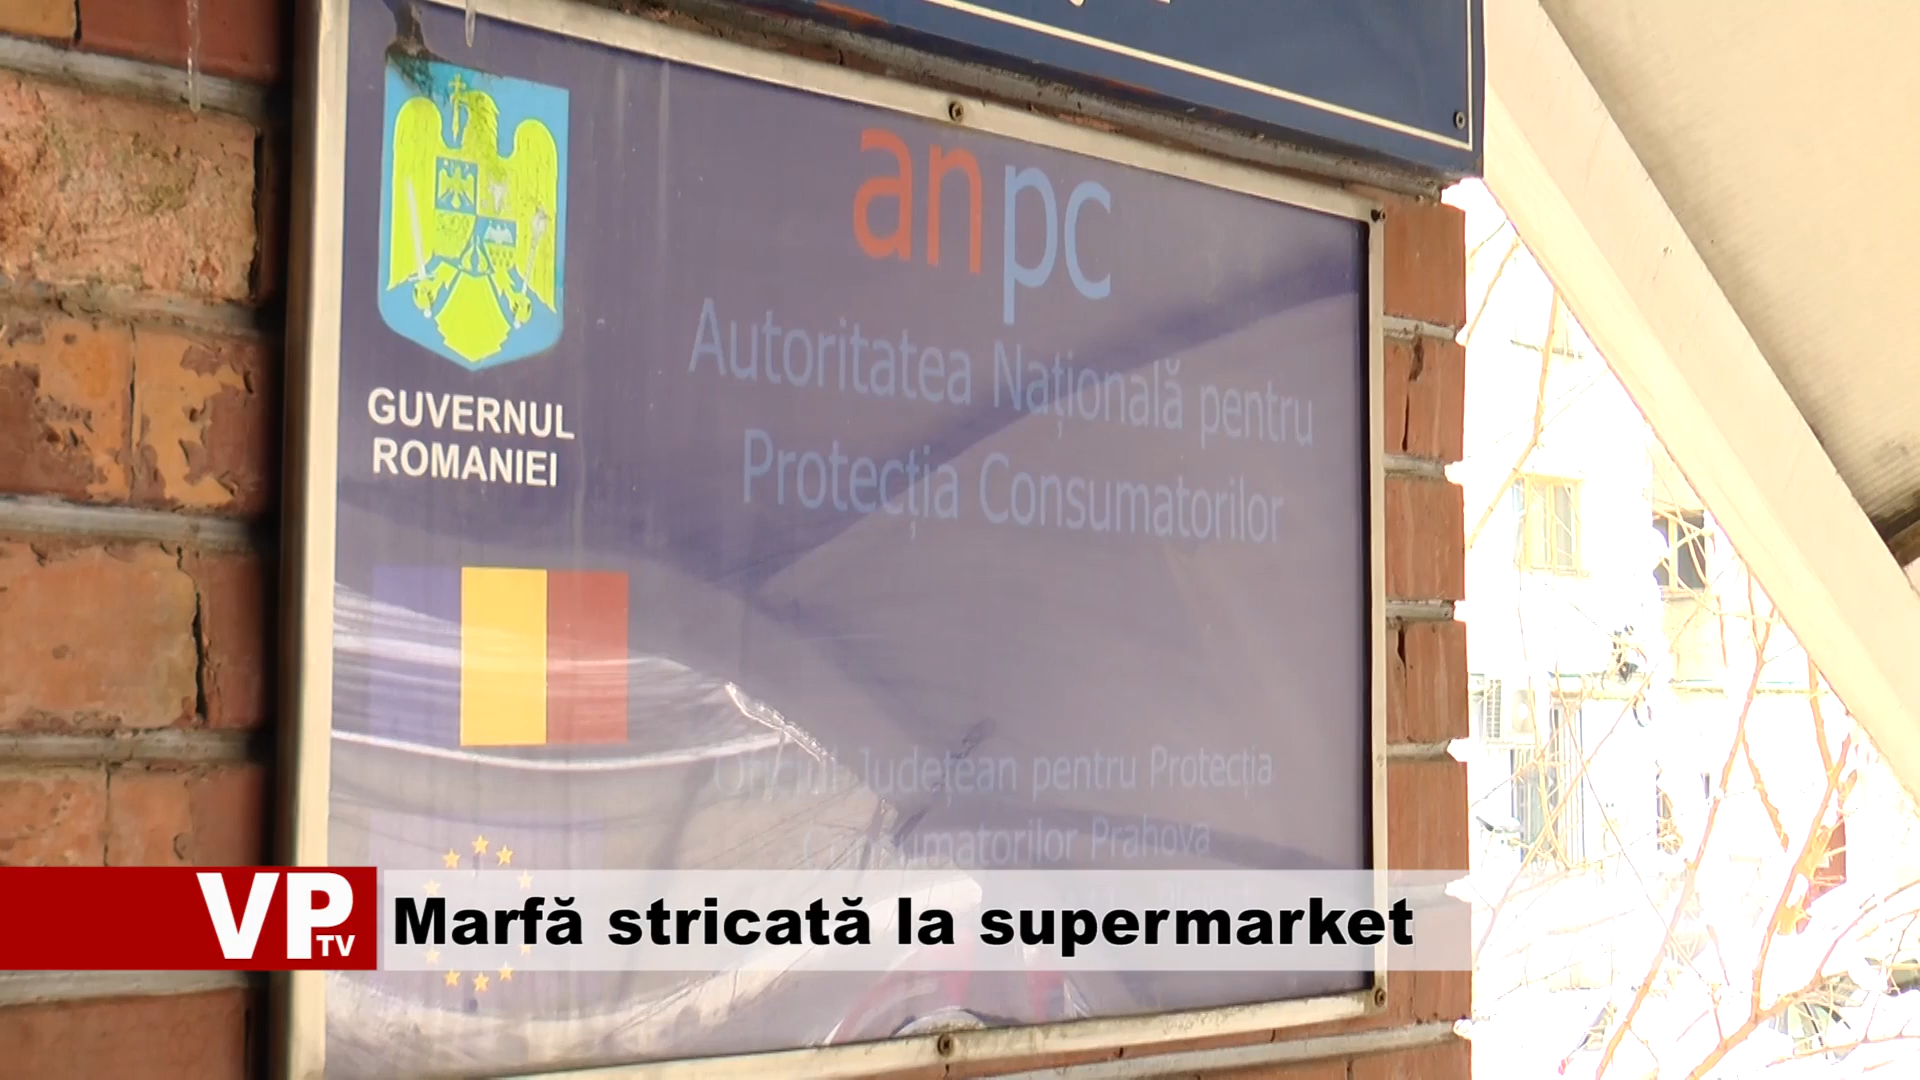 anpc
Autoritatea Națională pentru
Protecția Consumatorilor
GUVERNUL
ROMANIEI
Oficiul Județean pentru Protecția
Consumatorilor Prahova
VP TV
Marfă stricată la supermarket